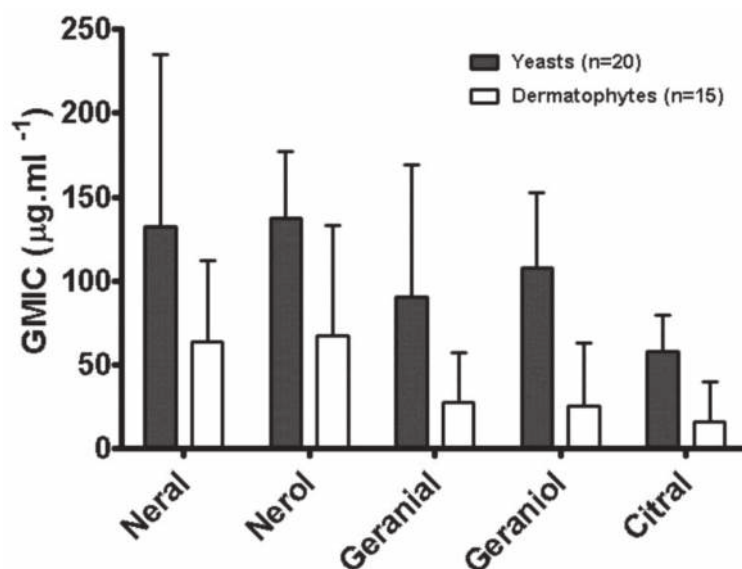 250
200
150
100
50
0
GMIC (µg.ml ⁻¹)
Yeasts (n=20)
Dermatophytes (n=15)
Neral
Nerol
Geranial
Geraniol
Citral